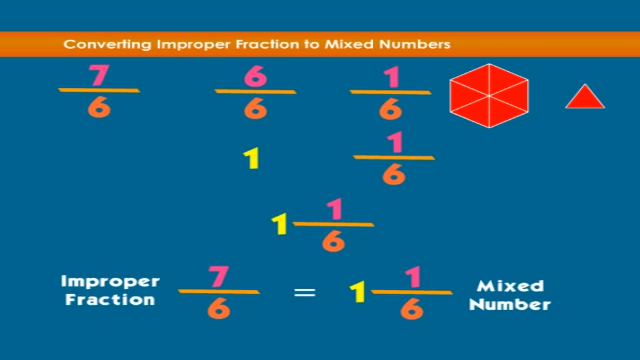 Converting Improper Fraction to Mixed Numbers
7/6 6/6 1/6
1 1/6
1 1/6
Improper Fraction 7/6 = 1 1/6 Mixed Number